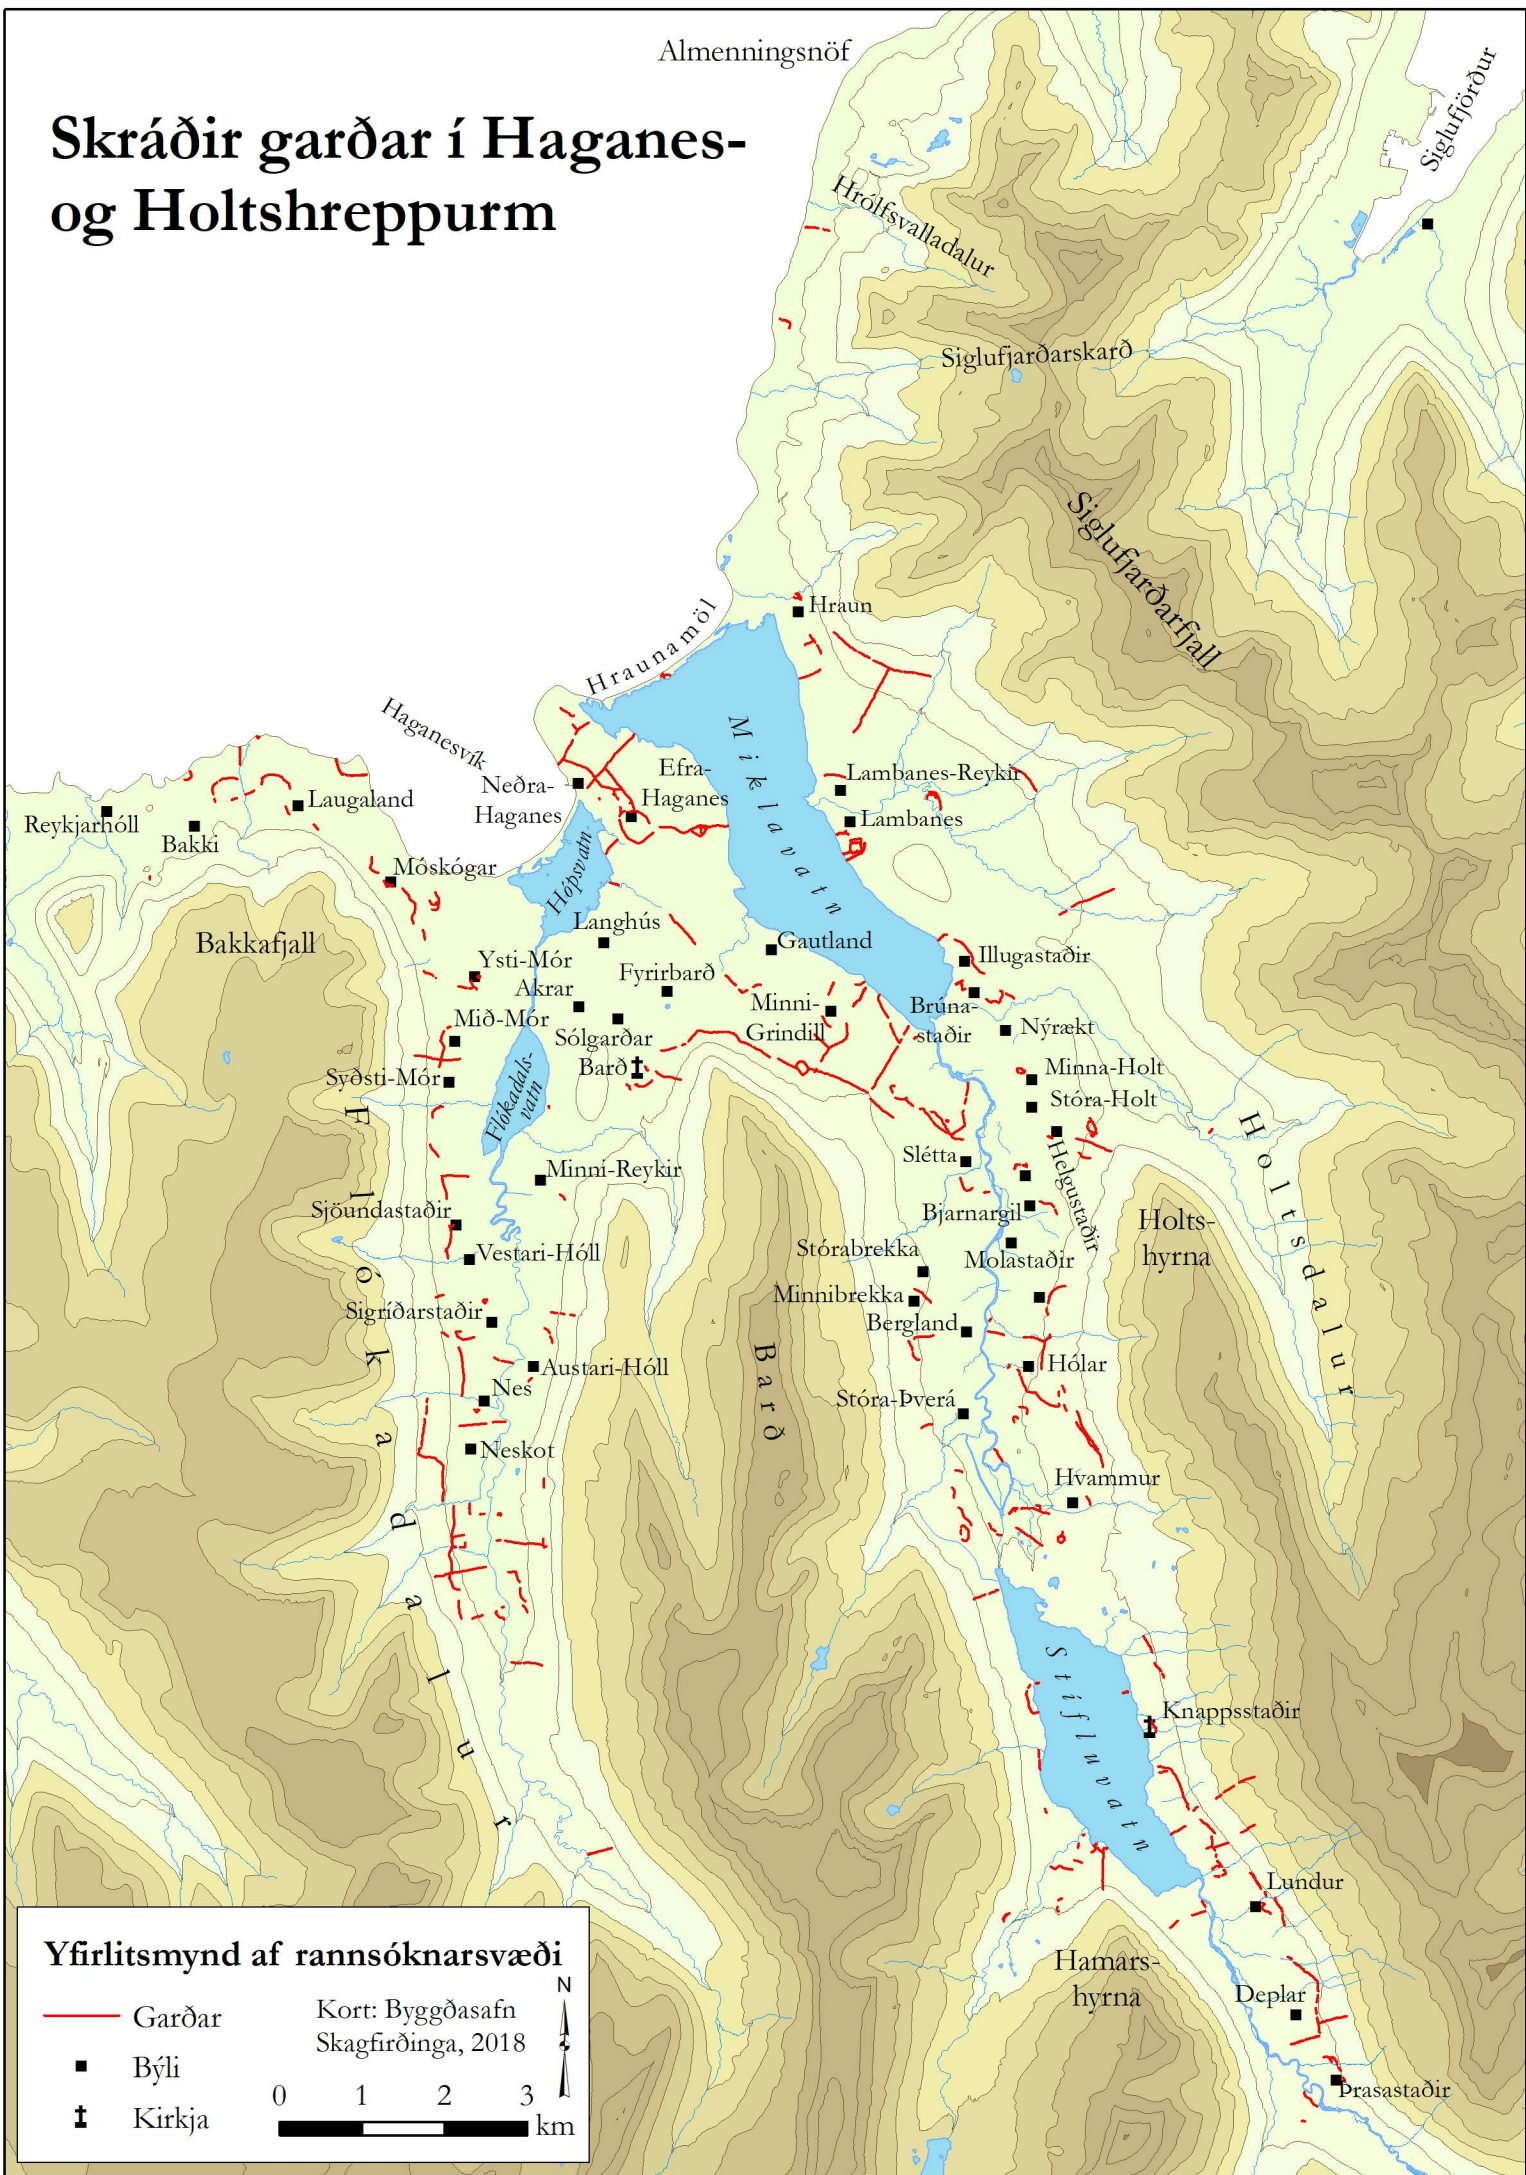 Almenningsnöf
Skráðir garðar í Haganes-
og Holtshreppurm
Siglufjörður
Hrólfsvalladalur
Siglufjarðarskarð
Siglufjarðarfjall
Hraun
Hraunamöl
Haganesvík
Miklavatn
Neðra-
Haganes
Efra-
Haganes
Lambanes-Reykir
Lambanes
Laugaland
Reykjarhóll
Bakki
Móskógar
Hópsvatn
Bakkafjall
Langhús
Gautland
Illugastaðir
Ysti-Mór
Akrar
Fyrirbarð
Minni-
Grindill
Brúna-
staðir
Nýrækt
Mið-Mór
Sólgarðar
Barð
Syðsti-Mór
Flókadals-
vatn
Minna-Holt
Stóra-Holt
Slétta
Helgustaðir
Holtsdalur
Minni-Reykir
Sjöundastaðir
Bjarnargil
Holts-
hyrna
Vestari-Hóll
Stórabrekka
Molastaðir
Minnibrekka
Bergland
Sigríðarstaðir
Flókadalur
Barð
Austari-Hóll
Hólar
Nes
Stóra-Þverá
Neskot
Hvammur
Stífluvatn
Knappsstaðir
Lundur
Hamars-
hyrna
Deplar
Þrasastaðir
Yfirlitsmynd af rannsóknarsvæði
Garðar
Býli
Kirkja
Kort: Byggðasafn
Skagfirðinga, 2018
N
0 1 2 3
km